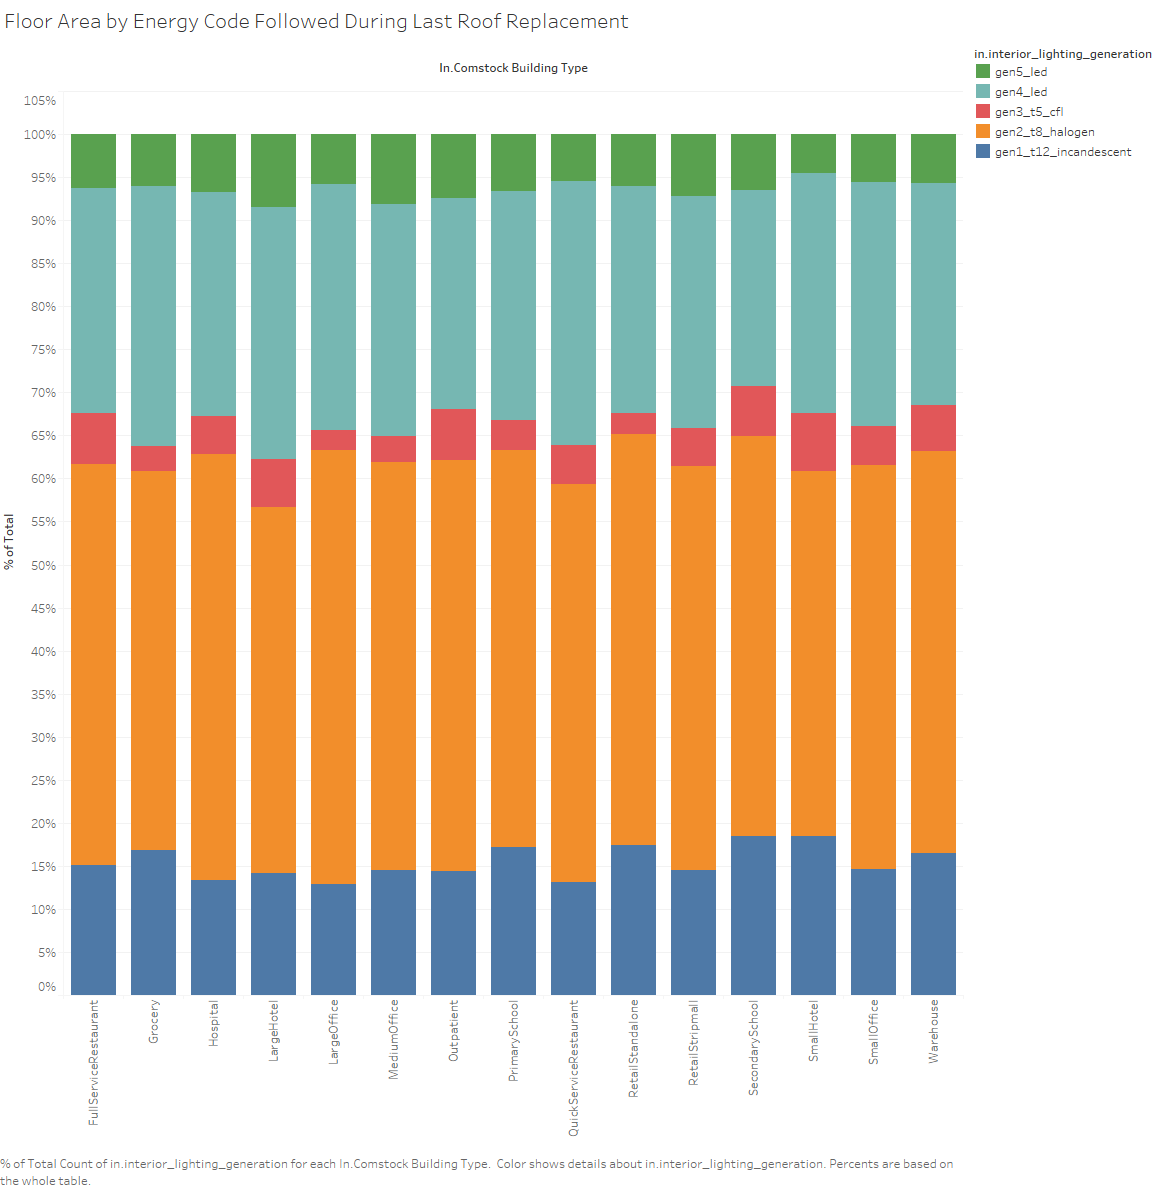 Floor Area by Energy Code Followed During Last Roof Replacement
In.Comstock Building Type
in.interior_lighting_generation
gen5_led
gen4_led
gen3_t5_cfl
gen2_t8_halogen
gen1_t12_incandescent
% of Total
105%
100%
95%
90%
85%
80%
75%
70%
65%
60%
55%
50%
45%
40%
35%
30%
25%
20%
15%
10%
5%
0%
FullServiceRestaurant
Grocery
Hospital
LargeHotel
LargeOffice
MediumOffice
Outpatient
PrimarySchool
QuickServiceRestaurant
RetailStandalone
RetailStripmall
SecondarySchool
SmallHotel
SmallOffice
Warehouse
% of Total Count of in.interior_lighting_generation for each In.Comstock Building Type.  Color shows details about in.interior_lighting_generation. Percents are based on
the whole table.